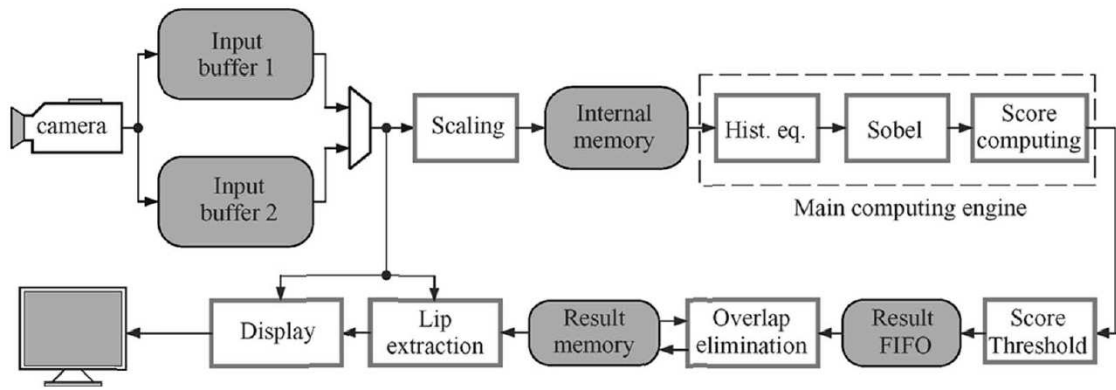 camera
Input
buffer 1
Input
buffer 2
Scaling
Internal
memory
Hist. eq.
Sobel
Score
computing
Main computing engine
Display
Lip
extraction
Result
memory
Overlap
elimination
Result
FIFO
Score
Threshold